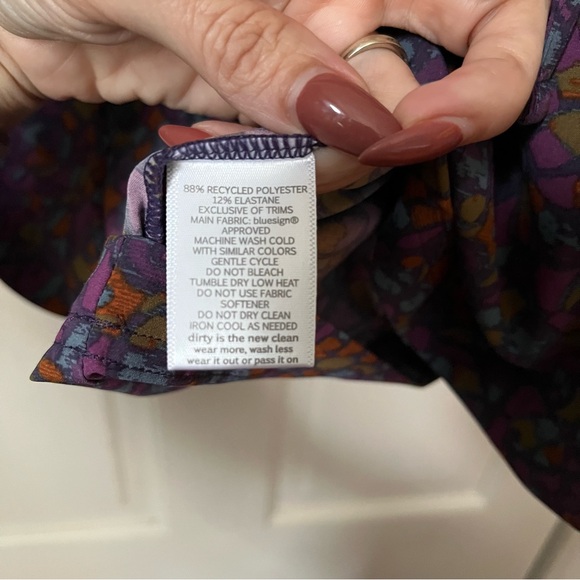 88% RECYCLED POLYESTER
12% ELASTANE
EXCLUSIVE OF TRIMS
MAIN FABRIC: bluesign®
APPROVED
MACHINE WASH COLD
WITH SIMILAR COLORS
GENTLE CYCLE
DO NOT BLEACH
TUMBLE DRY LOW HEAT
DO NOT USE FABRIC
SOFTENER
DO NOT DRY CLEAN
IRON COOL AS NEEDED
dirty is the new clean
wear more, wash less
wear it out or pass it on